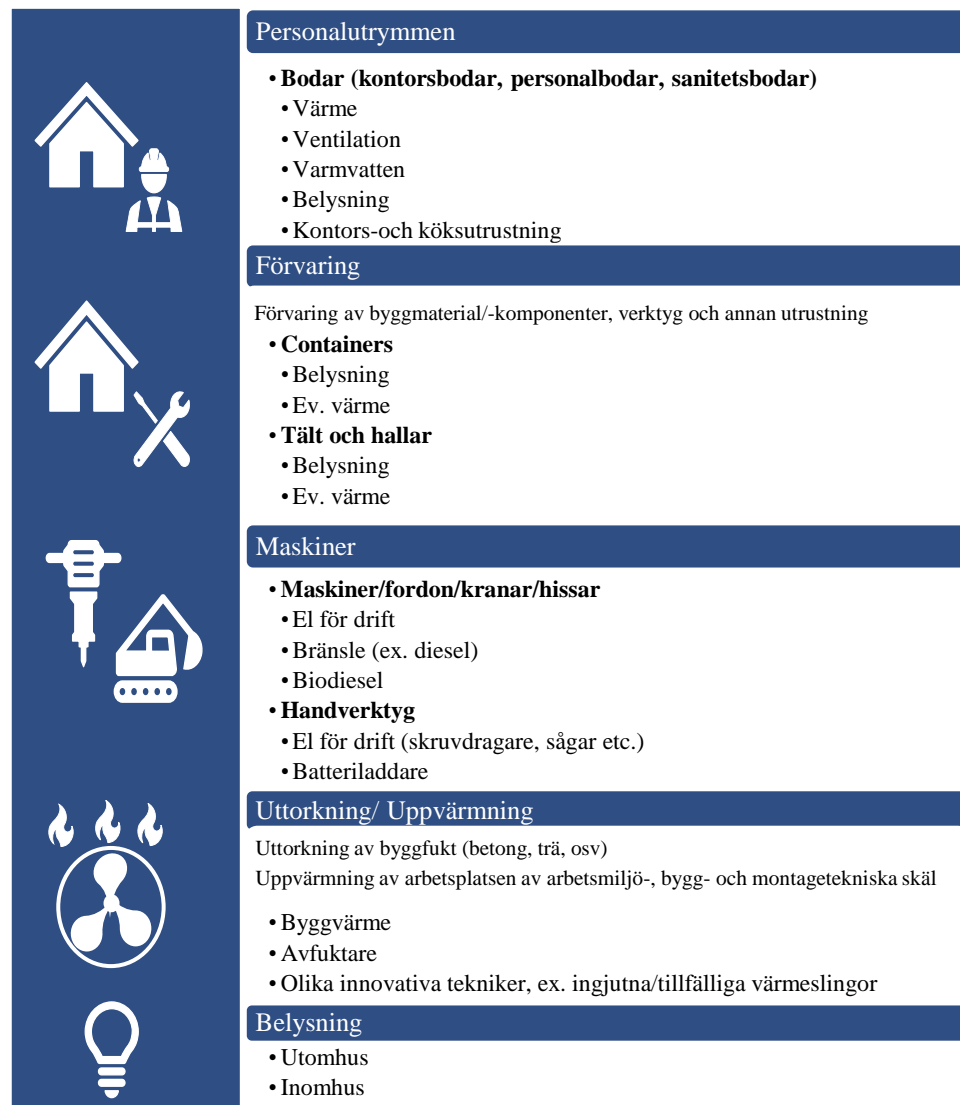 Personalutrymmen
• Bodar (kontorsbodar, personalbodar, sanitetsbodar)
• Värme
• Ventilation
• Varmvatten
• Belysning
• Kontors-och köksutrustning
Förvaring
Förvaring av byggmaterial/-komponenter, verktyg och annan utrustning
• Containers
• Belysning
• Ev. värme
• Tält och hallar
• Belysning
• Ev. värme
Maskiner
• Maskiner/fordon/kranar/hissar
• El för drift
• Bränsle (ex. diesel)
• Biodiesel
• Handverktyg
• El för drift (skruvdragare, sågar etc.)
• Batteriladdare
Uttorkning/ Uppvärmning
Uttorkning av byggfukt (betong, trä, osv)
Uppvärmning av arbetsplatsen av arbetsmiljö-, bygg- och montagetekniska skäl
• Byggvärme
• Avfuktare
• Olika innovativa tekniker, ex. ingjutna/tillfälliga värmeslingor
Belysning
• Utomhus
• Inomhus